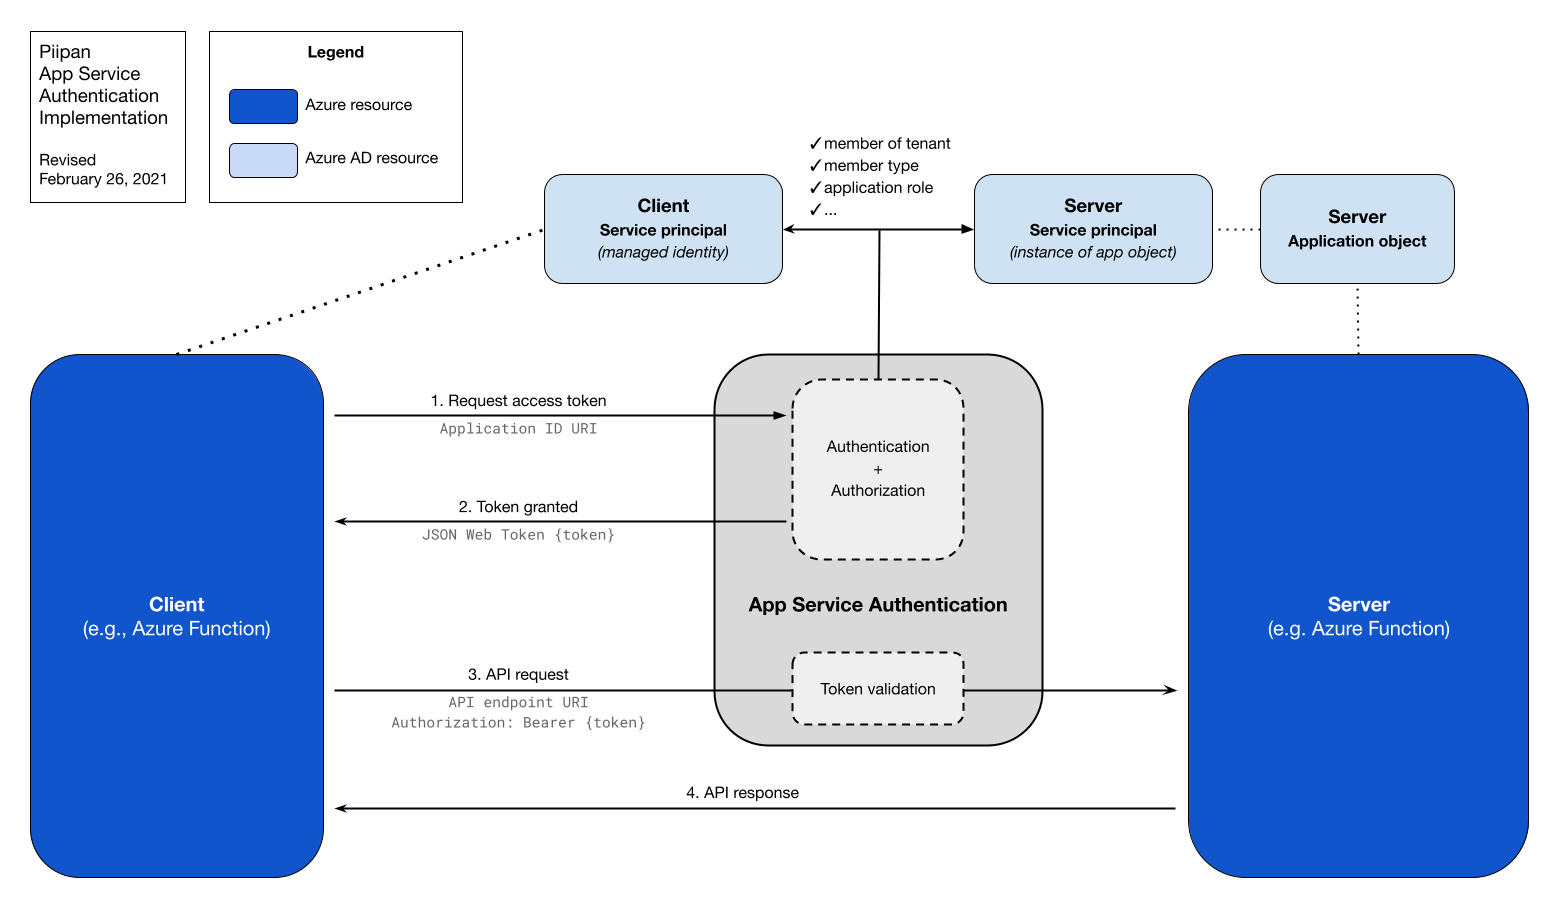 Piipan
App Service
Authentication
Implementation
Revised
February 26, 2021
Legend
Azure resource
Azure AD resource
✓member of tenant
✓member type
✓application role
✓...
Client
Service principal
(managed identity)
Server
Service principal
(instance of app object)
Server
Application object
1. Request access token
Application ID URI
Authentication
+
Authorization
2. Token granted
JSON Web Token {token}
Client
(e.g., Azure Function)
App Service Authentication
Server
(e.g. Azure Function)
3. API request
API endpoint URI
Authorization: Bearer {token}
Token validation
4. API response